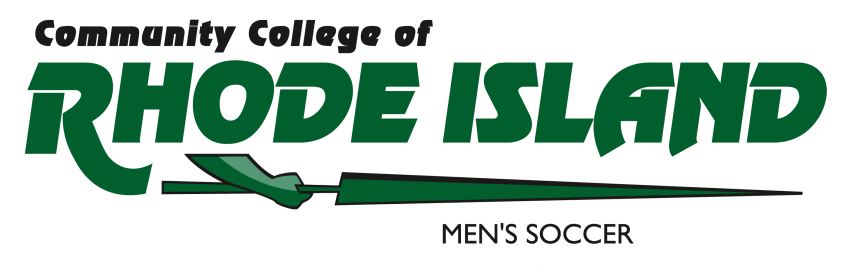 Community College of
RHODE ISLAND
MEN'S SOCCER